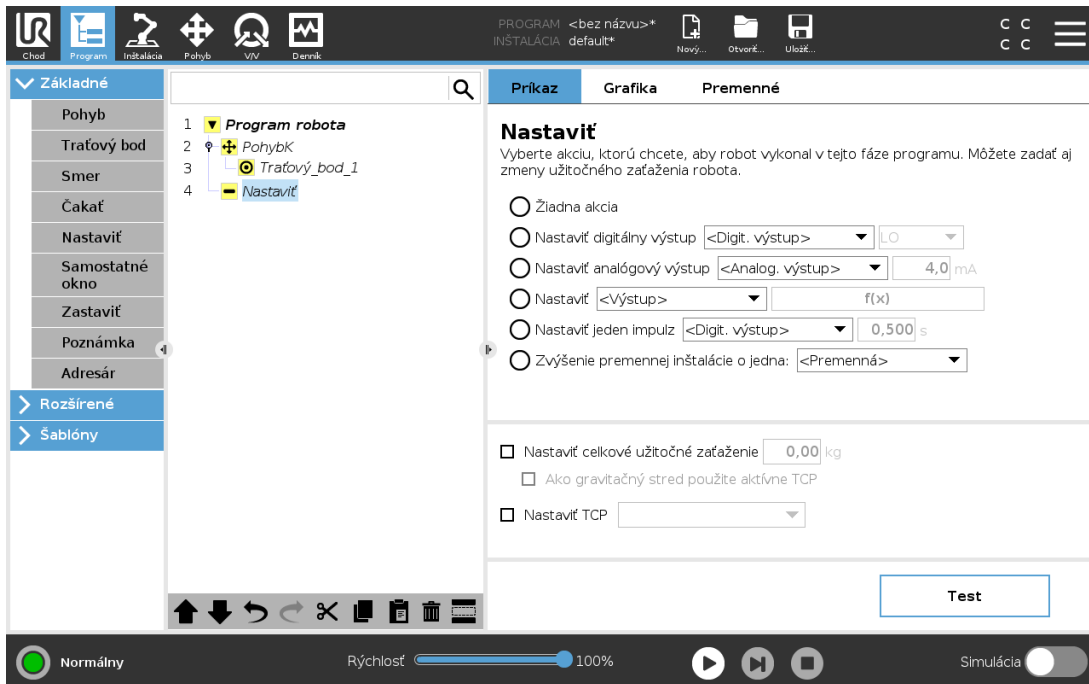 PROGRAM <bez názvu>*
INŠTALÁCIA default*
Chod
Program
Inštalácia
Pohyb
V/V
Denník
Nový...
Otvoriť...
Uložiť...
C C
C C
Základné
Pohyb
Traťový bod
Smer
Čakať
Nastaviť
Samostatné
okno
Zastaviť
Poznámka
Adresár
Rozšírené
Šablóny
1 Program robota
2 PohybK
3 Traťový_bod_1
4 Nastaviť
Príkaz Grafika Premenné
Nastaviť
Vyberte akciu, ktorú chcete, aby robot vykonal v tejto fáze programu. Môžete zadať aj
zmeny užitočného zaťaženia robota.
Žiadna akcia
Nastaviť digitálny výstup <Digit. výstup> LO
Nastaviť analógový výstup <Analog. výstup> 4,0 mA
Nastaviť <Výstup> f(x)
Nastaviť jeden impulz <Digit. výstup> 0,500 s
Zvýšenie premennej inštalácie o jedna: <Premenná>
Nastaviť celkové užitočné zaťaženie 0,00 kg
Ako gravitačný stred použite aktívne TCP
Nastaviť TCP
Test
Normálny
Rýchlosť 100%
Simulácia